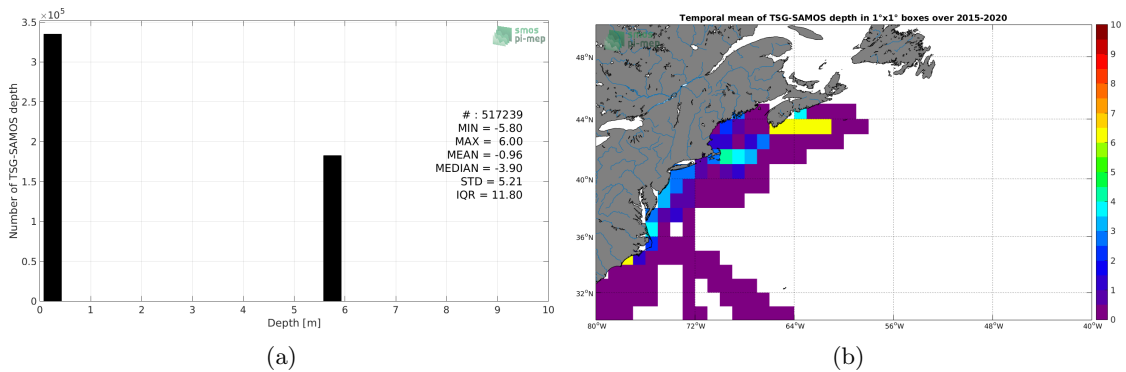 ×10⁵
3.5
3
2.5
2
1.5
1
0.5
0
Number of TSG-SAMOS depth
smos
pi-mep
# : 517239
MIN = -5.80
MAX = 6.00
MEAN = -0.96
MEDIAN = -3.90
STD = 5.21
IQR = 11.80
0 1 2 3 4 5 6 7 8 9 10
Depth [m]
(a)
Temporal mean of TSG-SAMOS depth in 1°x1° boxes over 2015-2020
smos
pi-mep
48°N
44°N
40°N
36°N
32°N
80°W 72°W 64°W 56°W 48°W 40°W
10
9
8
7
6
5
4
3
2
1
0
(b)